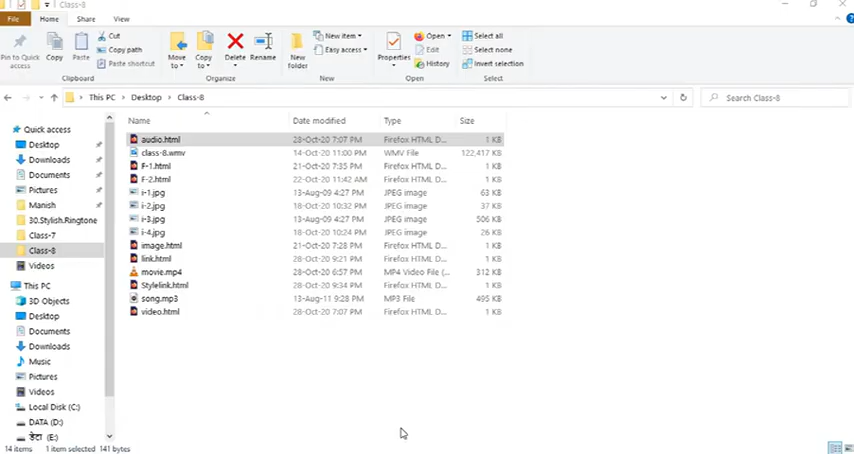 Class-8
File Home Share View
Pin to Quick access
Copy
Paste
Cut
Copy path
Paste shortcut
Clipboard
Move to
Copy to
Delete
Rename
Organize
New folder
New item
Easy access
New
Properties
Open
Edit
History
Open
Select all
Select none
Invert selection
Select
This PC Desktop Class-8
Search Class-8
Name Date modified Type Size
audio.html 28-Oct-20 7:07 PM Firefox HTML D... 1 KB
class-8.wmv 14-Oct-20 11:00 PM WMV File 122,417 KB
F-1.html 21-Oct-20 7:35 PM Firefox HTML D... 1 KB
F-2.html 22-Oct-20 11:42 AM Firefox HTML D... 1 KB
i-1.jpg 13-Aug-09 4:27 PM JPEG image 63 KB
i-2.jpg 18-Oct-20 10:32 PM JPEG image 37 KB
i-3.jpg 13-Aug-09 4:27 PM JPEG image 506 KB
i-4.jpg 18-Oct-20 10:24 PM JPEG image 26 KB
image.html 21-Oct-20 7:28 PM Firefox HTML D... 1 KB
link.html 28-Oct-20 9:21 PM Firefox HTML D... 1 KB
movie.mp4 28-Oct-20 6:57 PM MP4 Video File (... 312 KB
Stylelink.html 28-Oct-20 9:34 PM Firefox HTML D... 1 KB
song.mp3 13-Aug-11 9:28 PM MP3 File 495 KB
video.html 28-Oct-20 7:07 PM Firefox HTML D... 1 KB
Quick access
Desktop
Downloads
Documents
Pictures
Manish
30.Stylish.Ringtone
Class-7
Class-8
Videos
This PC
3D Objects
Desktop
Documents
Downloads
Music
Pictures
Videos
Local Disk (C:)
DATA (D:)
डेटा (E:)
14 items 1 item selected 141 bytes